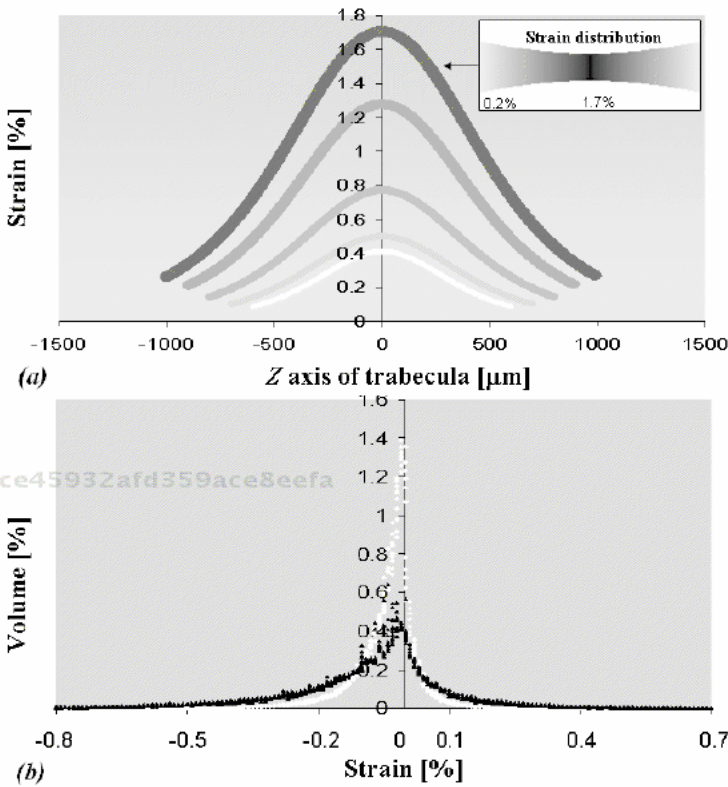 1.8
1.6
1.4
1.2
1
0.8
0.6
0.4
0.2
0
Strain [%]
Strain distribution
0.2% 1.7%
-1500 -1000 -500 0 500 1000 1500
(a) Z axis of trabecula [μm]
1.6
1.4
1.2
1
0.8
0.6
0.4
0.2
0
Volume [%]
ce45932afd359ace8eefa
-0.8 -0.5 -0.2 0 0.1 0.4 0.7
(b) Strain [%]